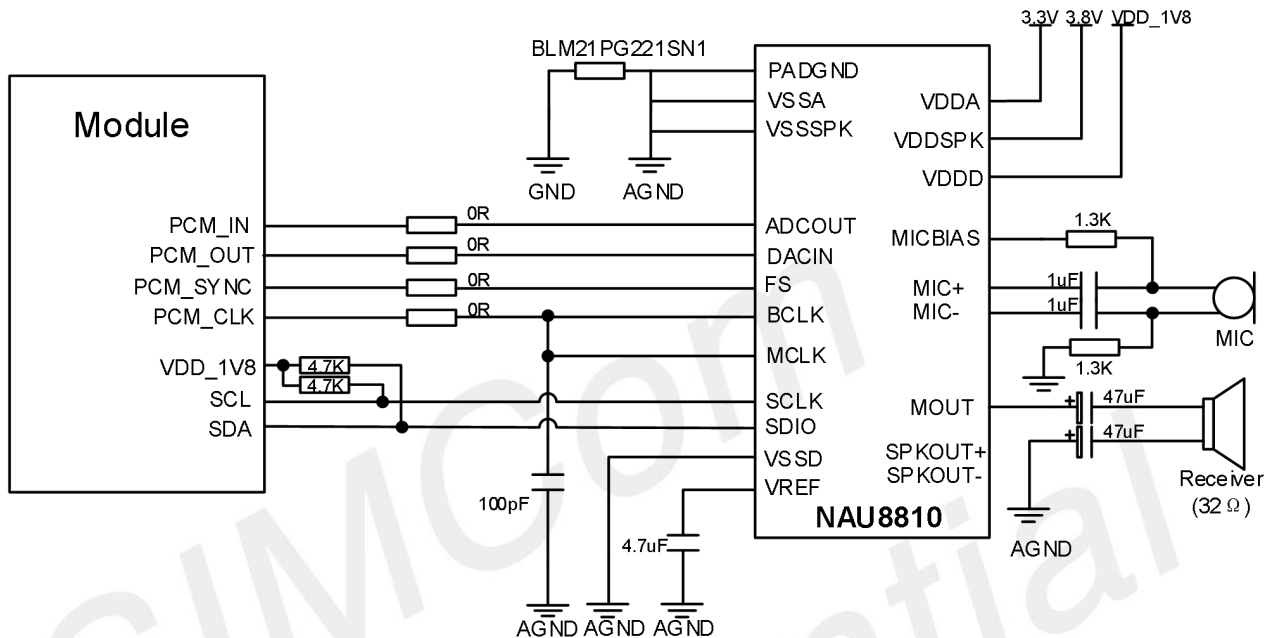 3.3V 3.8V VDD_1V8
BLM21PG221SN1
PADGND
VSSA
VSSSPK
VDDA
VDDSPK
VDDD
GND
AGND
Module
PCM_IN
0R
ADCOUT
PCM_OUT
0R
DACIN
PCM_SYNC
0R
FS
PCM_CLK
0R
BCLK
MCLK
MICBIAS
1.3K
MIC+
1uF
MIC-
1uF
MIC
1.3K
VDD_1V8
4.7K
4.7K
SCL
SCLK
SDA
SDIO
VSSD
VREF
MOUT
+
47uF
+
47uF
SPKOUT+
SPKOUT-
Receiver
(32Ω)
100pF
4.7uF
NAU8810
AGND
AGND AGND AGND
SIMCom